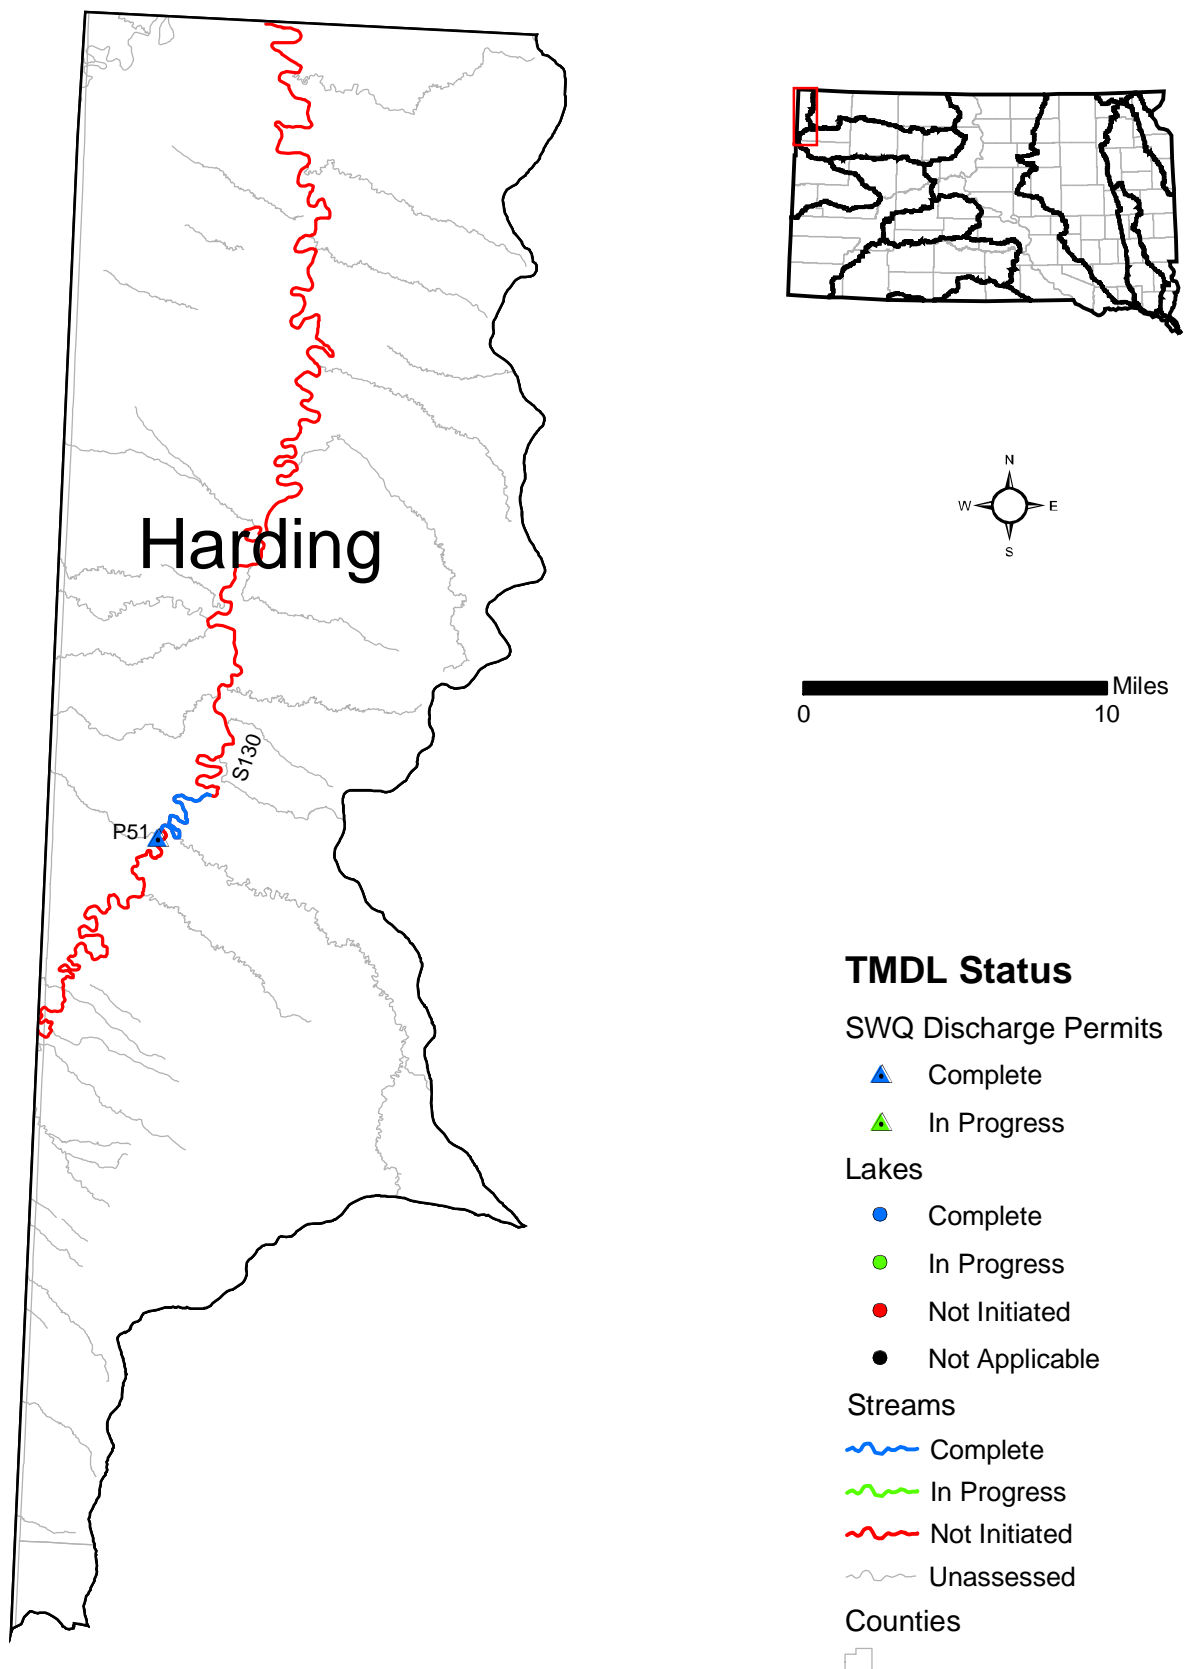 Harding
S130
P51
N
W
E
S
Miles
0
10
TMDL Status
SWQ Discharge Permits
Complete
In Progress
Lakes
Complete
In Progress
Not Initiated
Not Applicable
Streams
Complete
In Progress
Not Initiated
Unassessed
Counties